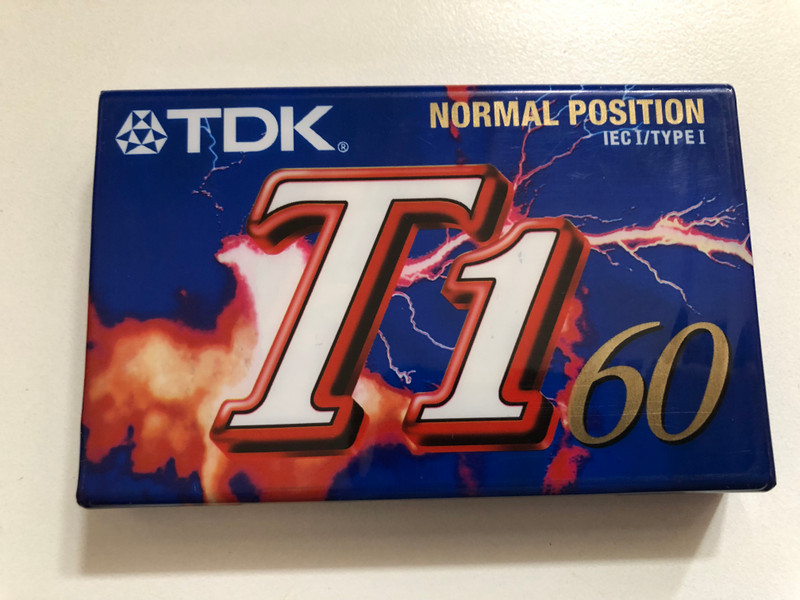 TDK®
NORMAL POSITION
IEC I/TYPE I
T1
60